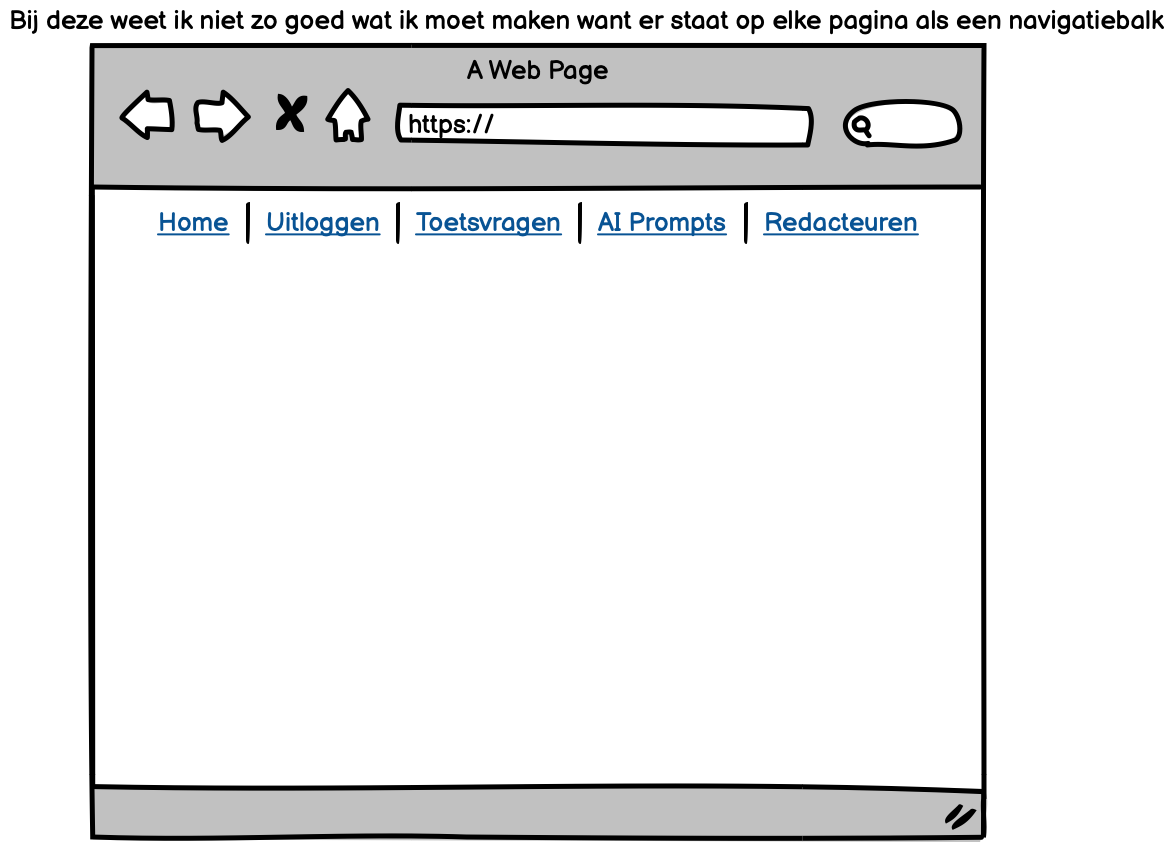 Bij deze weet ik niet zo goed wat ik moet maken want er staat op elke pagina als een navigatiebalk
A Web Page
https://
Home Uitloggen Toetsvragen AI Prompts Redacteuren